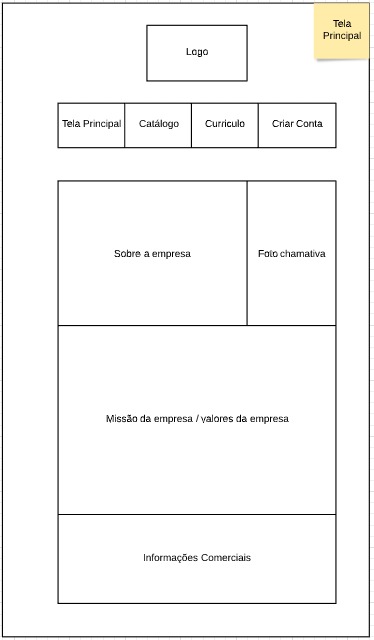 Tela
Principal
Logo
Tela Principal
Catálogo
Curriculo
Criar Conta
Sobre a empresa
Foto chamativa
Missão da empresa / valores da empresa
Informações Comerciais